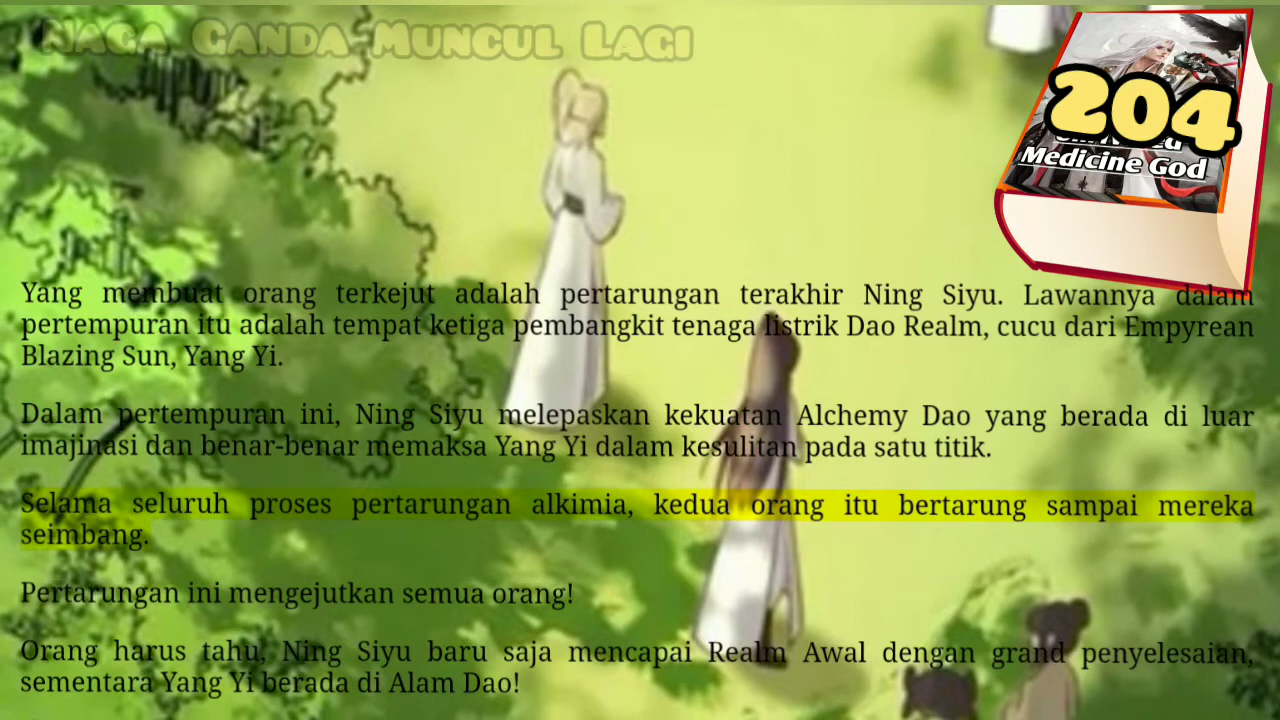 Naga Ganda Muncul Lagi
204
Medicine God
Yang membuat orang terkejut adalah pertarungan terakhir Ning Siyu. Lawannya dalam
pertempuran itu adalah tempat ketiga pembangkit tenaga listrik Dao Realm, cucu dari Empyrean
Blazing Sun, Yang Yi.
Dalam pertempuran ini, Ning Siyu melepaskan kekuatan Alchemy Dao yang berada di luar
imajinasi dan benar-benar memaksa Yang Yi dalam kesulitan pada satu titik.
Selama seluruh proses pertarungan alkimia, kedua orang itu bertarung sampai mereka
seimbang.
Pertarungan ini mengejutkan semua orang!
Orang harus tahu, Ning Siyu baru saja mencapai Realm Awal dengan grand penyelesaian,
sementara Yang Yi berada di Alam Dao!